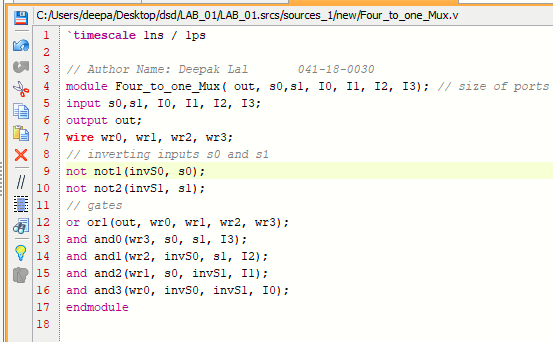 C:/Users/deepa/Desktop/dsd/LAB_01/LAB_01.srcs/sources_1/new/Four_to_one_Mux.v
1 `timescale 1ns / 1ps
2
3 // Author Name: Deepak Lal 041-18-0030
4 module Four_to_one_Mux( out, s0,s1, I0, I1, I2, I3); // size of ports
5 input s0,s1, I0, I1, I2, I3;
6 output out;
7 wire wr0, wr1, wr2, wr3;
8 // inverting inputs s0 and s1
9 not not1(invS0, s0);
10 not not2(invS1, s1);
11 // gates
12 or or1(out, wr0, wr1, wr2, wr3);
13 and and0(wr3, s0, s1, I3);
14 and and1(wr2, invS0, s1, I2);
15 and and2(wr1, s0, invS1, I1);
16 and and3(wr0, invS0, invS1, I0);
17 endmodule
18